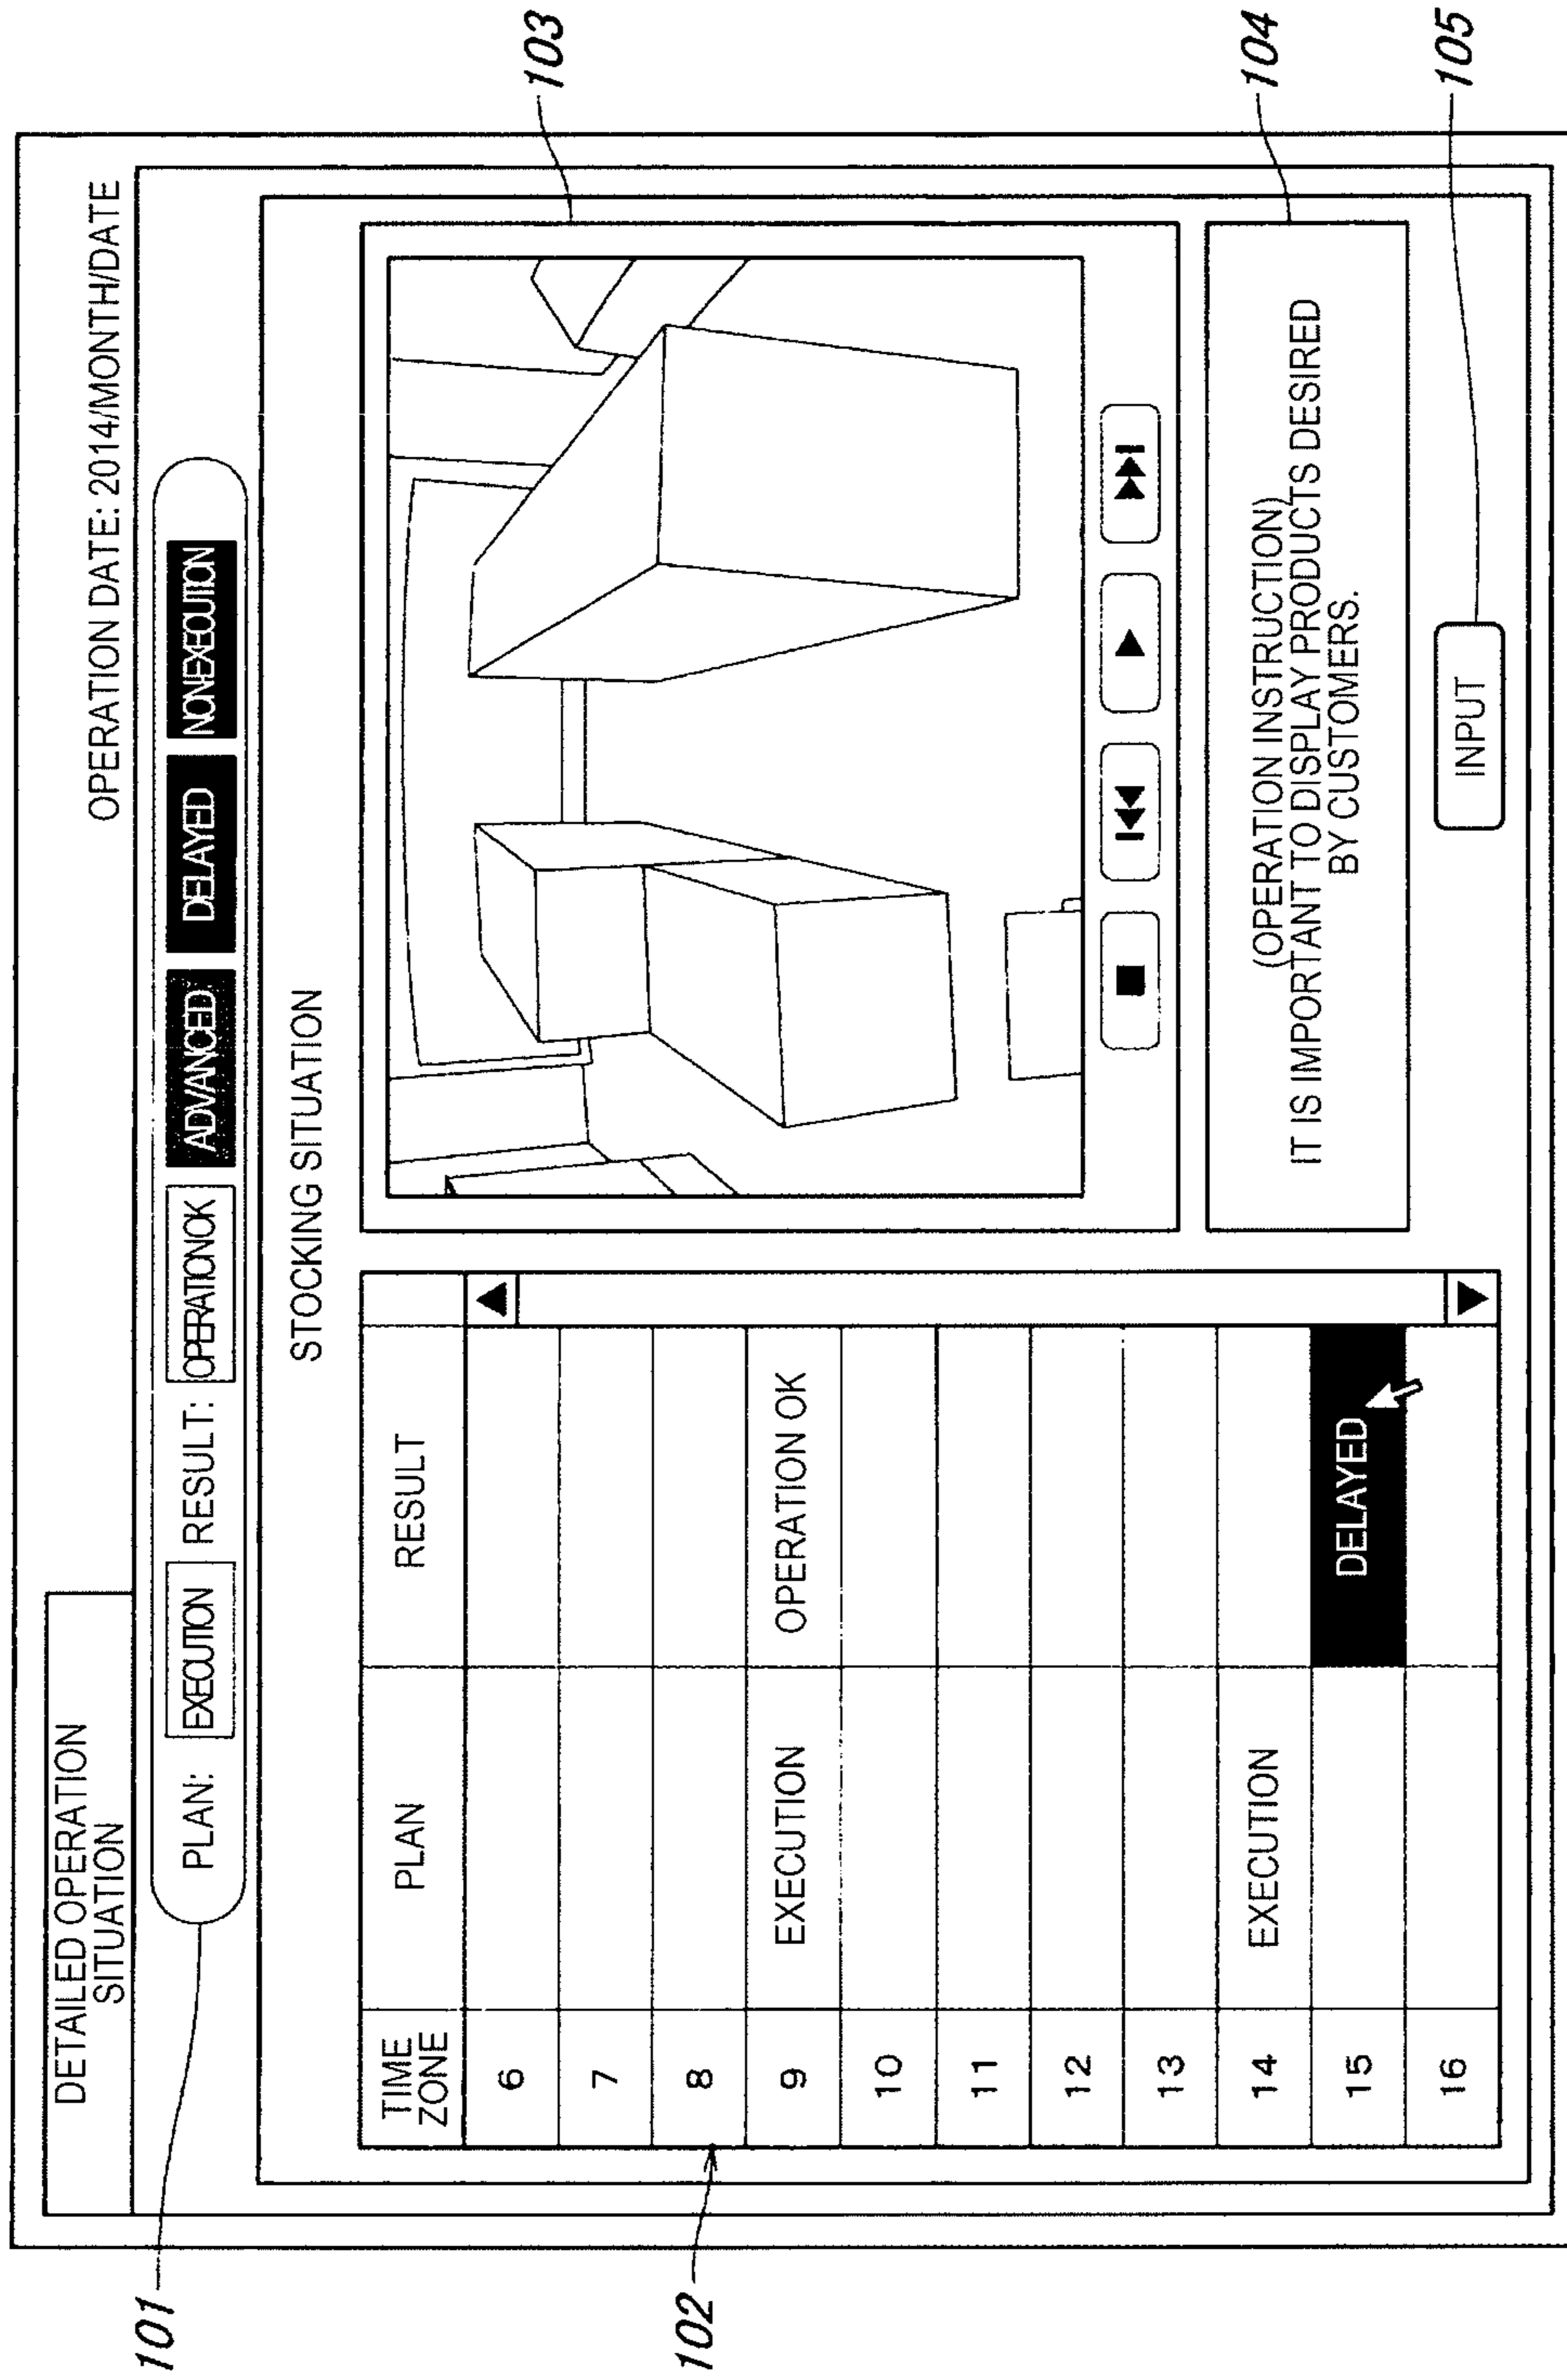 DETAILED OPERATION
SITUATION
OPERATION DATE: 2014/MONTH/DATE
101
PLAN: EXECUTION RESULT: OPERATION OK ADVANCED DELAYED NON-EXECUTION
STOCKING SITUATION
102
TIME
ZONE
PLAN
RESULT
6
7
8
9 EXECUTION OPERATION OK
10
11
12
13
14 EXECUTION
15 DELAYED
16
103
(OPERATION INSTRUCTION)
IT IS IMPORTANT TO DISPLAY PRODUCTS DESIRED
BY CUSTOMERS.
104
INPUT
105